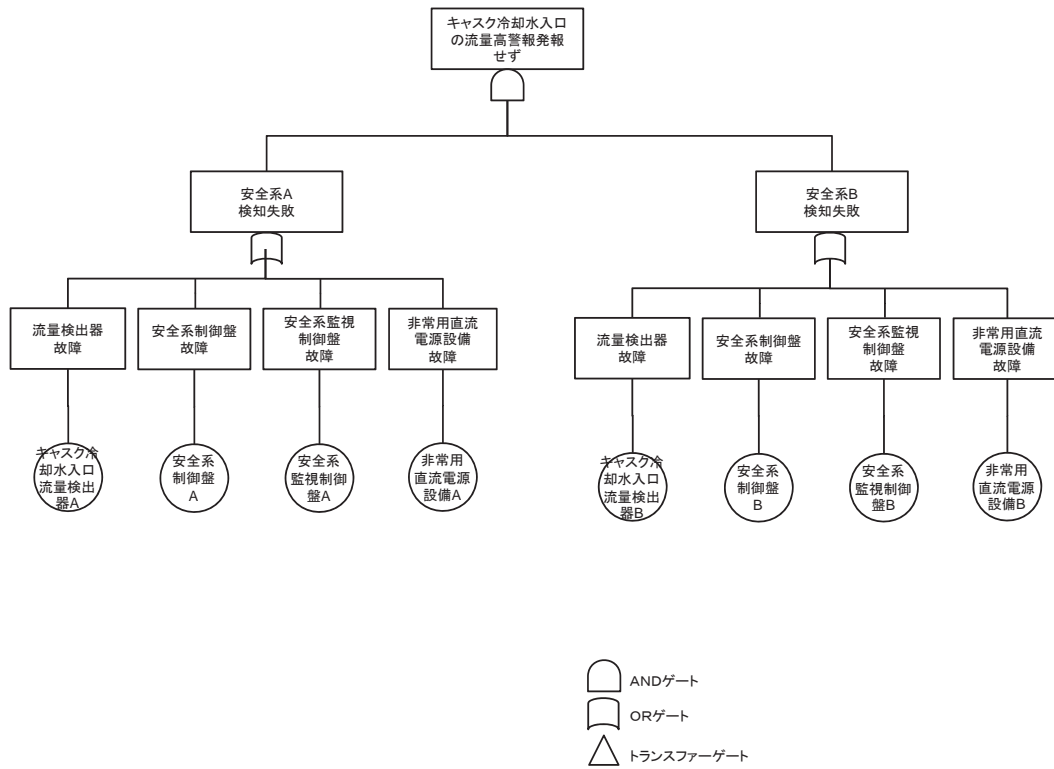 キャスク冷却水入口
の流量高警報発報
せず
安全系A
検知失敗
安全系B
検知失敗
流量検出器
故障
安全系制御盤
故障
安全系監視
制御盤
故障
非常用直流
電源設備
故障
流量検出器
故障
安全系制御盤
故障
安全系監視
制御盤
故障
非常用直流
電源設備
故障
キャスク冷
却水入口
流量検出
器A
安全系
制御盤
A
安全系
監視制御
盤A
非常用
直流電源
設備A
キャスク冷
却水入口
流量検出
器B
安全系
制御盤
B
安全系
監視制御
盤B
非常用
直流電源
設備B
ANDゲート
ORゲート
トランスファーゲート